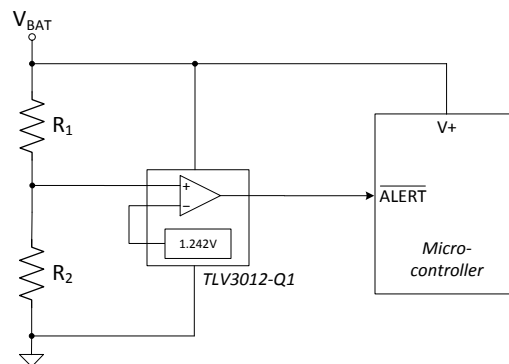 V_BAT
R_1
R_2
+
−
1.242V
TLV3012-Q1
V+
ALERT
Micro-
controller